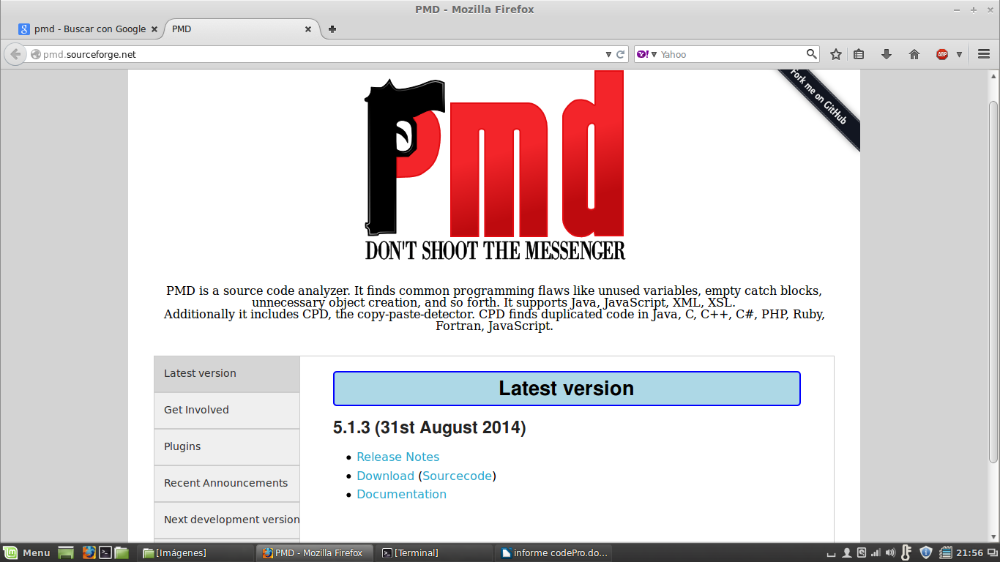 PMD - Mozilla Firefox
pmd - Buscar con Google
PMD
pmd.sourceforge.net
Yahoo
ABP
Fork me on GitHub
Pmd
DON'T SHOOT THE MESSENGER
PMD is a source code analyzer. It finds common programming flaws like unused variables, empty catch blocks,
unnecessary object creation, and so forth. It supports Java, JavaScript, XML, XSL.
Additionally it includes CPD, the copy-paste-detector. CPD finds duplicated code in Java, C, C++, C#, PHP, Ruby,
Fortran, JavaScript.
Latest version
Get Involved
Plugins
Recent Announcements
Next development version
Latest version
5.1.3 (31st August 2014)
Release Notes
Download (Sourcecode)
Documentation
Menu
[Imágenes]
PMD - Mozilla Firefox
[Terminal]
informe codePro.do...
21:56